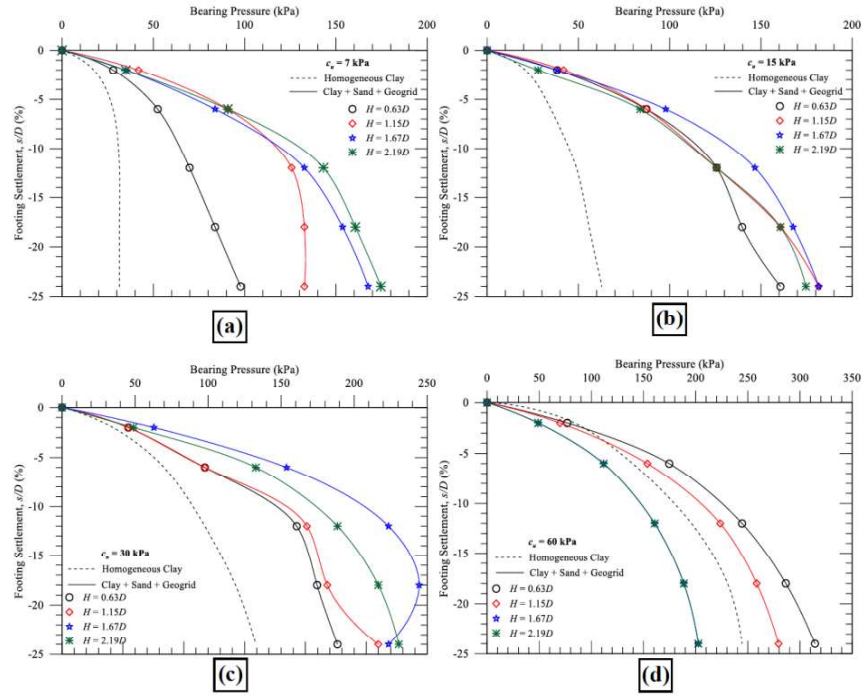 Bearing Pressure (kPa)
0 50 100 150 200
0
-5
-10
-15
-20
-25
Footing Settlement, s/D (%)
cu = 7 kPa
Homogeneous Clay
Clay + Sand + Geogrid
H = 0.63D
H = 1.15D
H = 1.67D
H = 2.19D
(a)
Bearing Pressure (kPa)
0 50 100 150 200
0
-5
-10
-15
-20
-25
Footing Settlement, s/D (%)
cu = 15 kPa
Homogeneous Clay
Clay + Sand + Geogrid
H = 0.63D
H = 1.15D
H = 1.67D
H = 2.19D
(b)
Bearing Pressure (kPa)
0 50 100 150 200 250
0
-5
-10
-15
-20
-25
Footing Settlement, s/D (%)
cu = 30 kPa
Homogeneous Clay
Clay + Sand + Geogrid
H = 0.63D
H = 1.15D
H = 1.67D
H = 2.19D
(c)
Bearing Pressure (kPa)
0 50 100 150 200 250 300 350
0
-5
-10
-15
-20
-25
Footing Settlement, s/D (%)
cu = 60 kPa
Homogeneous Clay
Clay + Sand + Geogrid
H = 0.63D
H = 1.15D
H = 1.67D
H = 2.19D
(d)